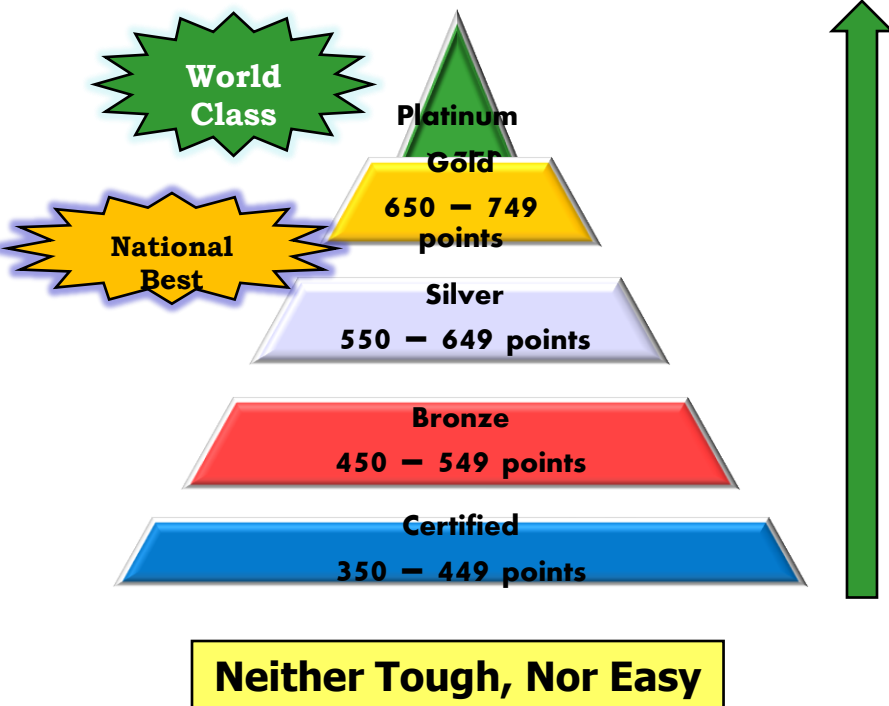 World
Class
Platinum
Gold
650 – 749
points
National
Best
Silver
550 – 649 points
Bronze
450 – 549 points
Certified
350 – 449 points
Neither Tough, Nor Easy